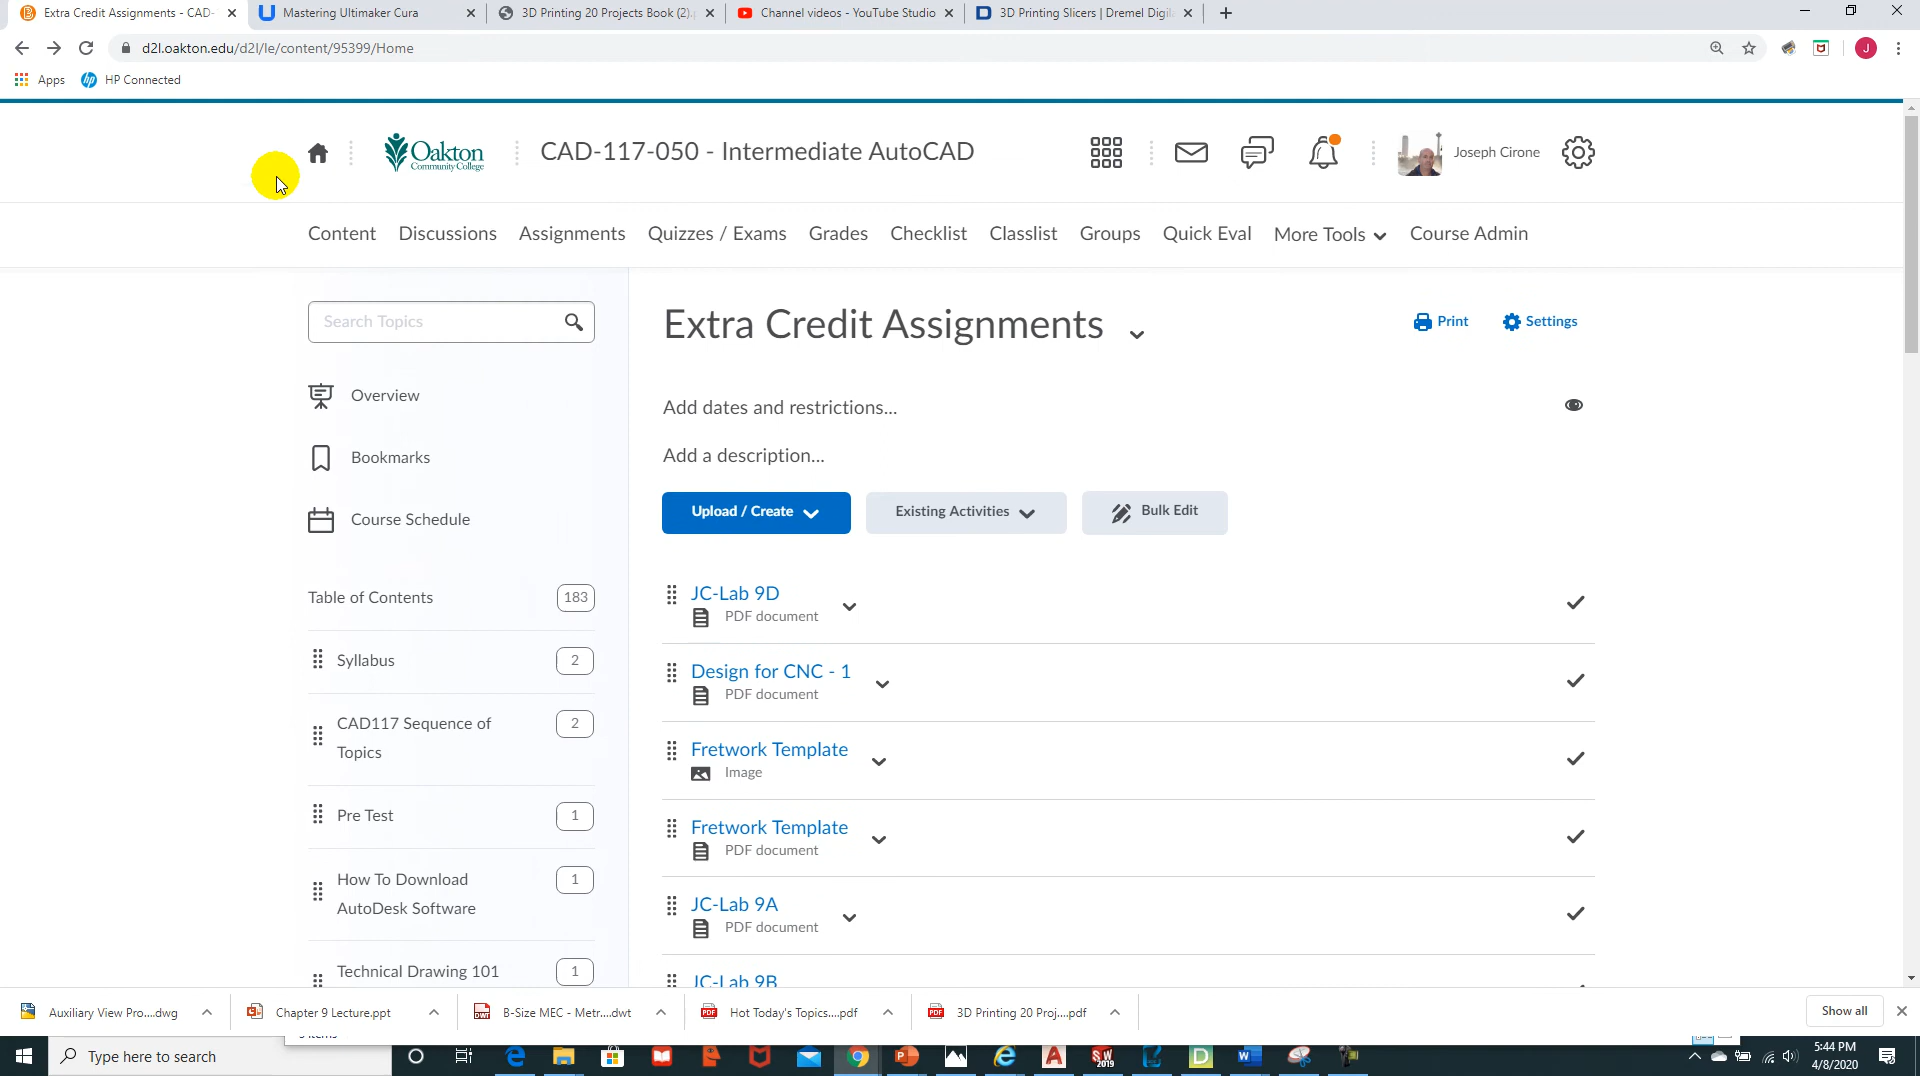 Extra Credit Assignments - CAD-
Mastering Ultimaker Cura
3D Printing 20 Projects Book (2).p
Channel videos - YouTube Studio
3D Printing Slicers | Dremel Digila
d2l.oakton.edu/d2l/le/content/95399/Home
J
Apps
HP Connected
Oakton
Community College
CAD-117-050 - Intermediate AutoCAD
Joseph Cirone
Content
Discussions
Assignments
Quizzes / Exams
Grades
Checklist
Classlist
Groups
Quick Eval
More Tools
Course Admin
Search Topics
Overview
Bookmarks
Course Schedule
Table of Contents
183
Syllabus
2
CAD117 Sequence of
Topics
2
Pre Test
1
How To Download
AutoDesk Software
1
Technical Drawing 101
1
Extra Credit Assignments
Print
Settings
Add dates and restrictions...
Add a description...
Upload / Create
Existing Activities
Bulk Edit
JC-Lab 9D
PDF document
Design for CNC - 1
PDF document
Fretwork Template
Image
Fretwork Template
PDF document
JC-Lab 9A
PDF document
JC-Lab 9B
Auxiliary View Pro....dwg
Chapter 9 Lecture.ppt
B-Size MEC - Metr....dwt
Hot Today's Topics....pdf
3D Printing 20 Proj....pdf
Show all
Type here to search
5:44 PM
4/8/2020